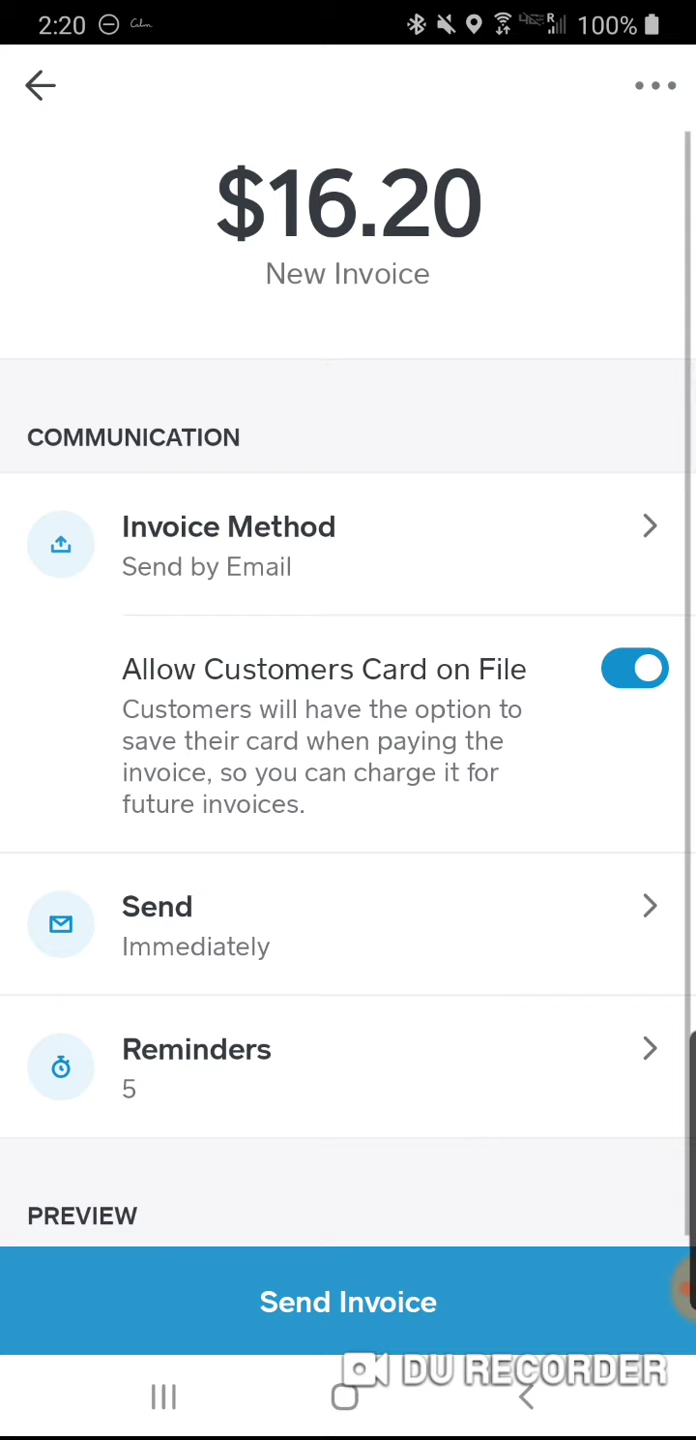 2:20 Calm 100%
$16.20
New Invoice
COMMUNICATION
Invoice Method
Send by Email
Allow Customers Card on File
Customers will have the option to
save their card when paying the
invoice, so you can charge it for
future invoices.
Send
Immediately
Reminders
5
PREVIEW
Send Invoice
DU RECORDER